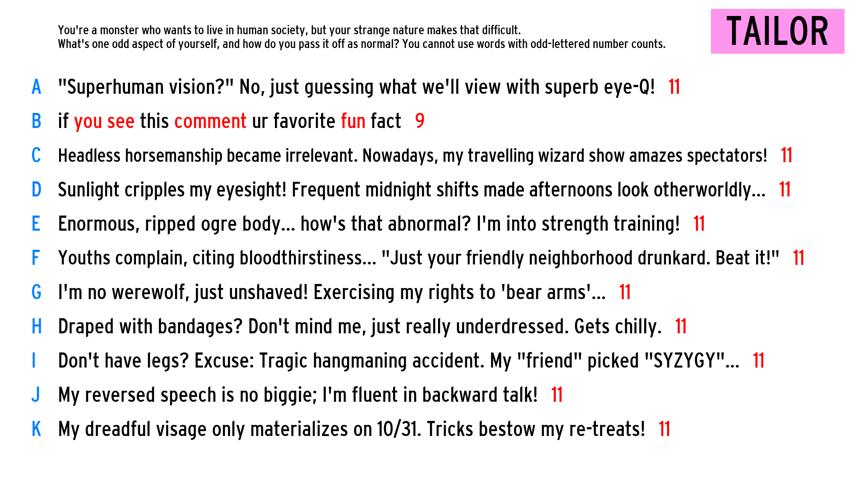 You're a monster who wants to live in human society, but your strange nature makes that difficult.
What's one odd aspect of yourself, and how do you pass it off as normal? You cannot use words with odd-lettered number counts.
TAILOR
A "Superhuman vision?" No, just guessing what we'll view with superb eye-Q! 11
B if you see this comment ur favorite fun fact 9
C Headless horsemanship became irrelevant. Nowadays, my travelling wizard show amazes spectators! 11
D Sunlight cripples my eyesight! Frequent midnight shifts made afternoons look otherworldly... 11
E Enormous, ripped ogre body... how's that abnormal? I'm into strength training! 11
F Youths complain, citing bloodthirstiness... "Just your friendly neighborhood drunkard. Beat it!" 11
G I'm no werewolf, just unshaved! Exercising my rights to 'bear arms'... 11
H Draped with bandages? Don't mind me, just really underdressed. Gets chilly. 11
I Don't have legs? Excuse: Tragic hangmaning accident. My "friend" picked "SYZYGY"... 11
J My reversed speech is no biggie; I'm fluent in backward talk! 11
K My dreadful visage only materializes on 10/31. Tricks bestow my re-treats! 11